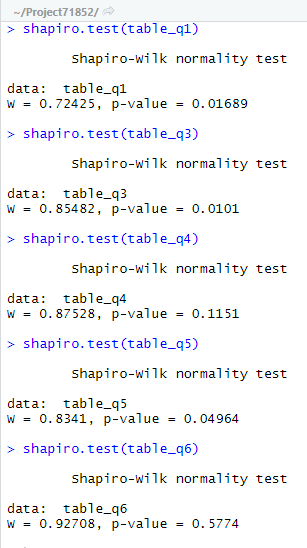 ~/Project71852/
> shapiro.test(table_q1)
Shapiro-Wilk normality test
data:  table_q1
W = 0.72425, p-value = 0.01689
> shapiro.test(table_q3)
Shapiro-Wilk normality test
data:  table_q3
W = 0.85482, p-value = 0.0101
> shapiro.test(table_q4)
Shapiro-Wilk normality test
data:  table_q4
W = 0.87528, p-value = 0.1151
> shapiro.test(table_q5)
Shapiro-Wilk normality test
data:  table_q5
W = 0.8341, p-value = 0.04964
> shapiro.test(table_q6)
Shapiro-Wilk normality test
data:  table_q6
W = 0.92708, p-value = 0.5774